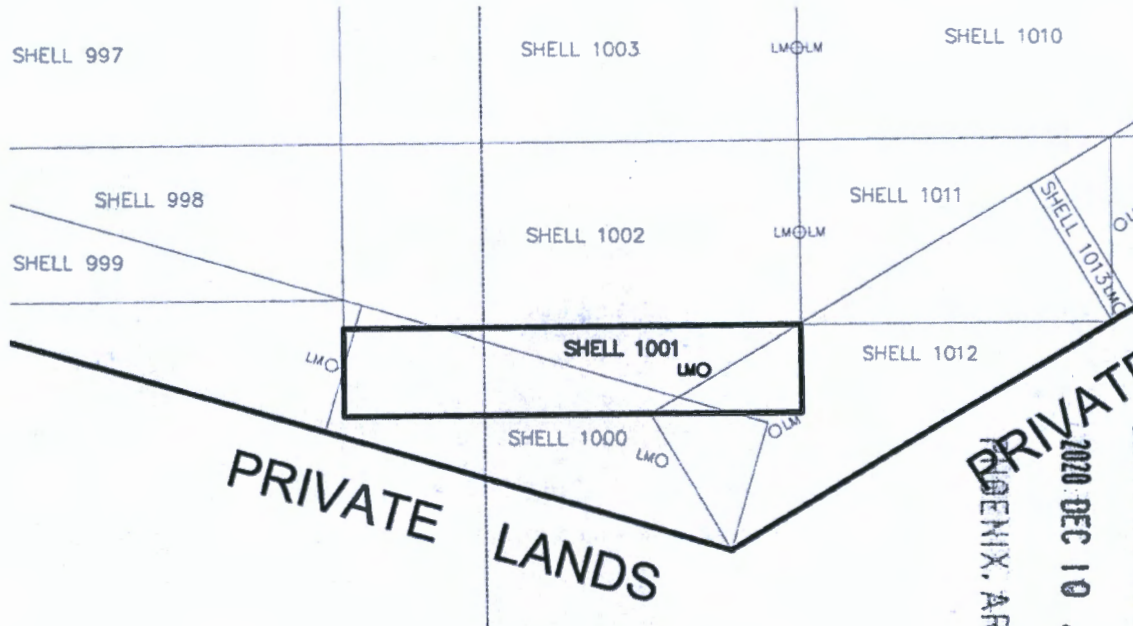 SHELL 997
SHELL 1003
LM LM
SHELL 1010
SHELL 998
SHELL 1002
LM LM
SHELL 1011
SHELL 1013
LM
SHELL 999
LM
SHELL 1001
LM
SHELL 1012
SHELL 1000
LM
LM
PRIVATE LANDS
PRIVATE
2020 DEC 10
PHOENIX, AR